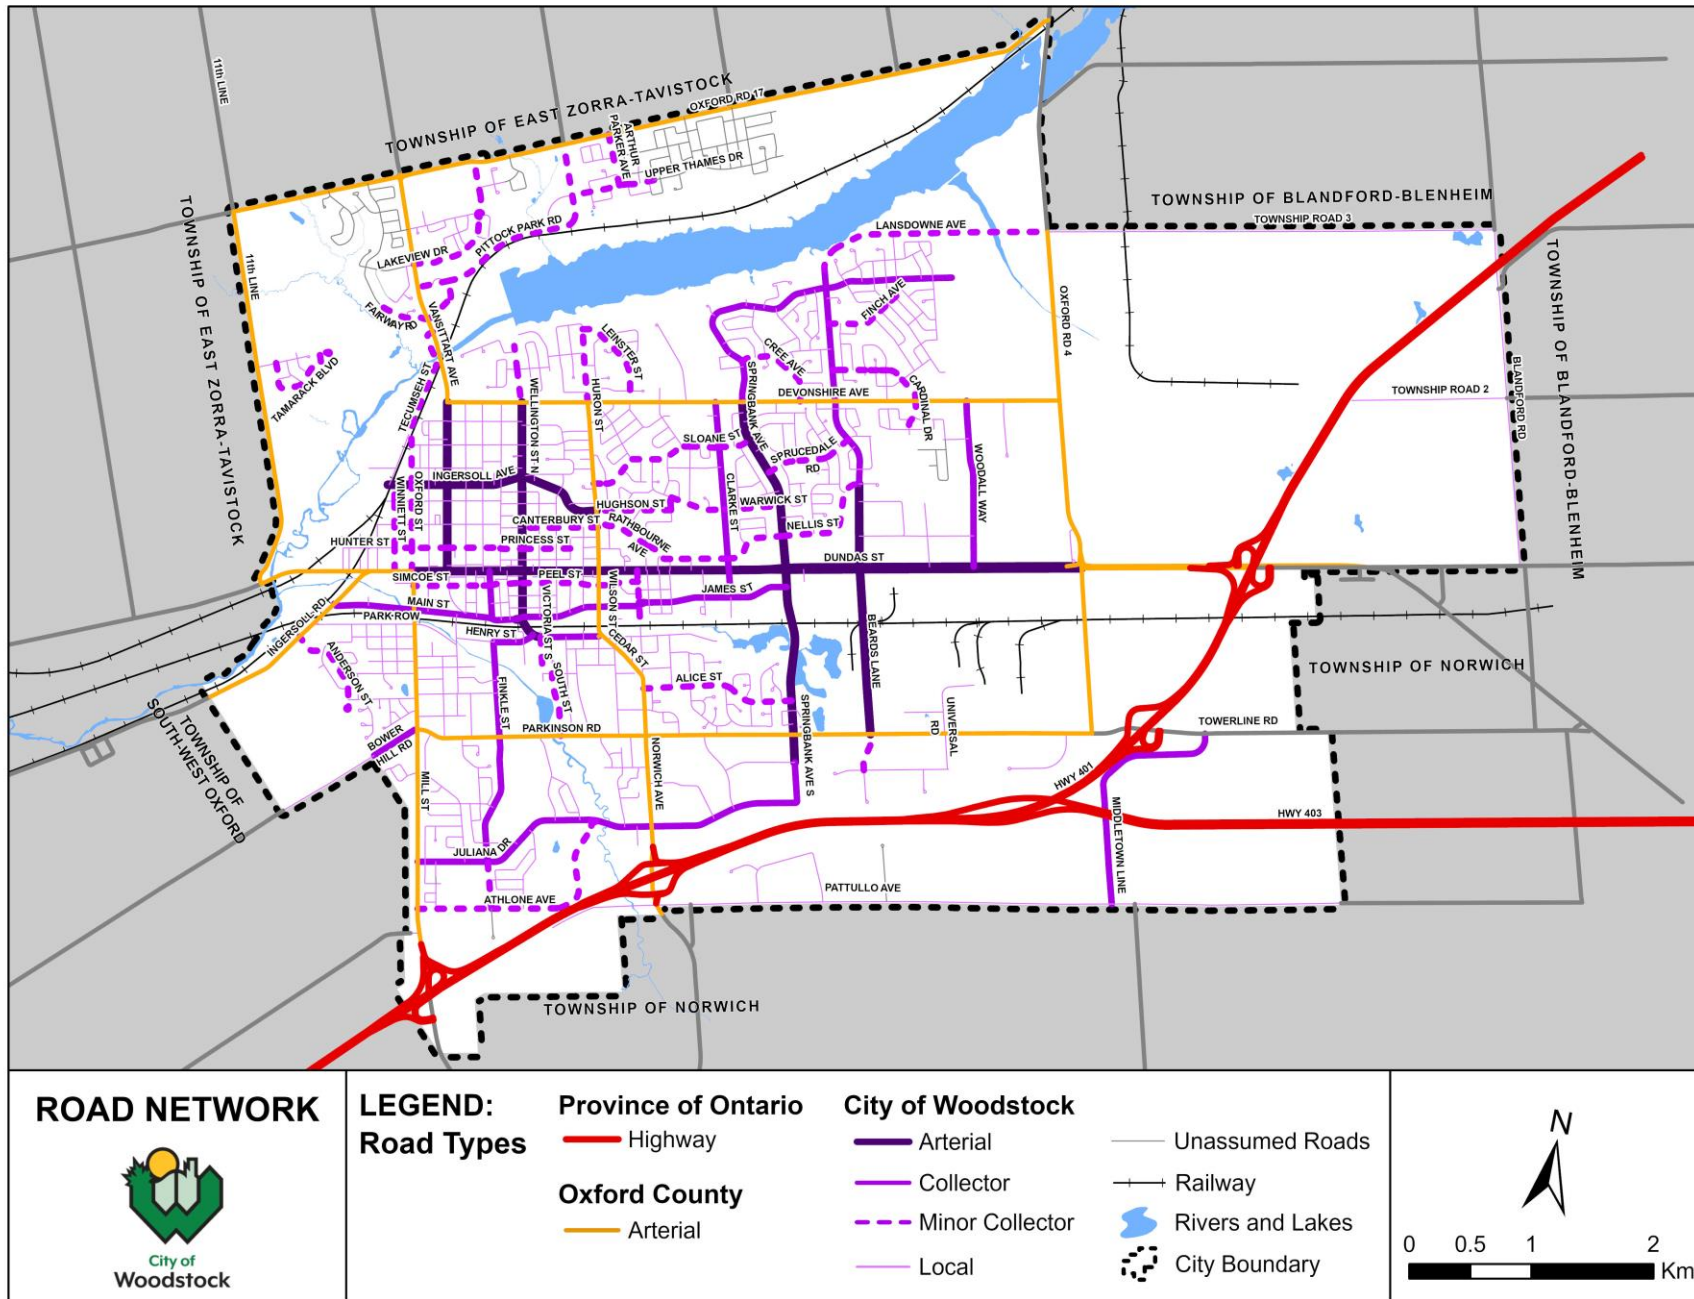 11th LINE
TOWNSHIP OF EAST ZORRA-TAVISTOCK
OXFORD RD 17
ARTHUR
PARKER AVE
UPPER THAMES DR
TOWNSHIP OF BLANDFORD-BLENHEIM
TOWNSHIP ROAD 3
LANSDOWNE AVE
PITTOCK PARK RD
LAKEVIEW DR
11th LINE
TOWNSHIP OF EAST ZORRA-TAVISTOCK
TOWNSHIP OF BLANDFORD-BLENHEIM
FAIRWAY RD
VANSITTART AVE
FINCH AVE
OXFORD RD 4
LEINSTER ST
CREE AVE
TAMARACK BLVD
TECUMSEH ST
WELLINGTON ST N
HURON ST
SPRINGBANK AVE
DEVONSHIRE AVE
CARDINAL DR
TOWNSHIP ROAD 2
BLANDFORD RD
SLOANE ST
SPRUCEDALE
RD
WOODALL WAY
INGERSOLL AVE
WINNIETT ST
OXFORD ST
HUGHSON ST
CLARKE ST
WARWICK ST
CANTERBURY ST
RATHBOURNE
AVE
NELLIS ST
HUNTER ST
PRINCESS ST
DUNDAS ST
SIMCOE ST
PEEL ST
JAMES ST
WILSON ST
VICTORIA ST S
MAIN ST
PARK ROW
INGERSOLL RD
HENRY ST
CEDAR ST
BEARDS LANE
ANDERSON ST
FINKLE ST
SOUTH ST
ALICE ST
SPRINGBANK AVE S
UNIVERSAL
RD
TOWNSHIP OF NORWICH
TOWERLINE RD
PARKINSON RD
BOWER
HILL RD
TOWNSHIP OF
SOUTH-WEST OXFORD
MILL ST
NORWICH AVE
HWY 401
HWY 403
MIDDLETOWN LINE
JULIANA DR
ATHLONE AVE
PATTULLO AVE
TOWNSHIP OF NORWICH
ROAD NETWORK
City of
Woodstock
LEGEND:
Road Types
Province of Ontario
Highway
Oxford County
Arterial
City of Woodstock
Arterial
Collector
Minor Collector
Local
Unassumed Roads
Railway
Rivers and Lakes
City Boundary
N
0 0.5 1 2
Km